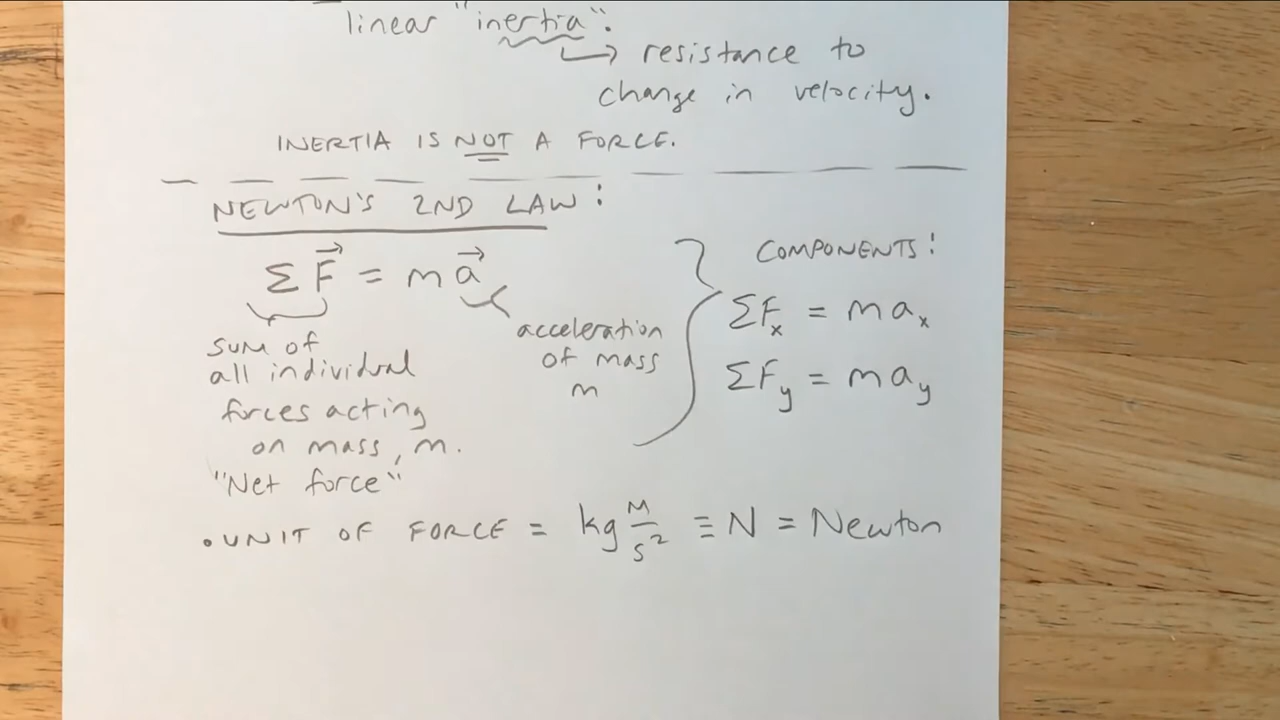 linear "inertia".
→ resistance to
change in velocity.
INERTIA IS NOT A FORCE.
NEWTON'S 2ND LAW:
ΣF⃗ = ma⃗
sum of
all individual
forces acting
on mass, m.
"Net force"
acceleration
of mass
m
COMPONENTS:
ΣFₓ = maₓ
ΣF_y = ma_y
• UNIT OF FORCE = kg m/s² ≡ N = Newton